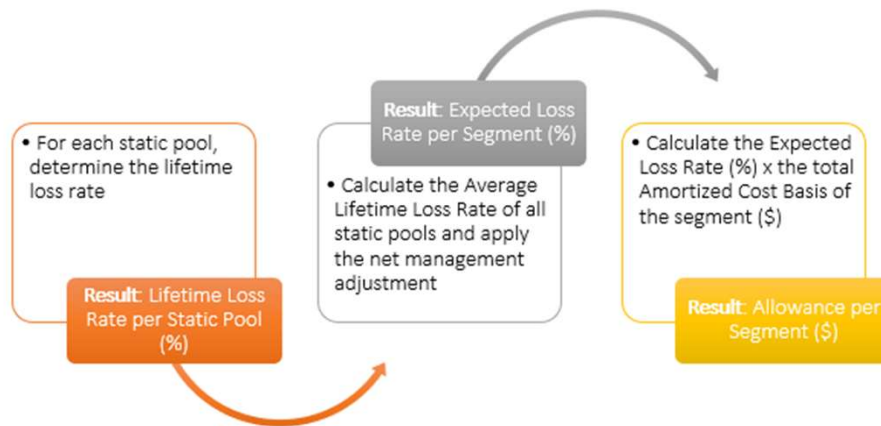 • For each static pool,
determine the lifetime
loss rate
Result: Lifetime Loss
Rate per Static Pool
(%)
Result: Expected Loss
Rate per Segment (%)
• Calculate the Average
Lifetime Loss Rate of all
static pools and apply
the net management
adjustment
• Calculate the Expected
Loss Rate (%) x the total
Amortized Cost Basis of
the segment ($)
Result: Allowance per
Segment ($)